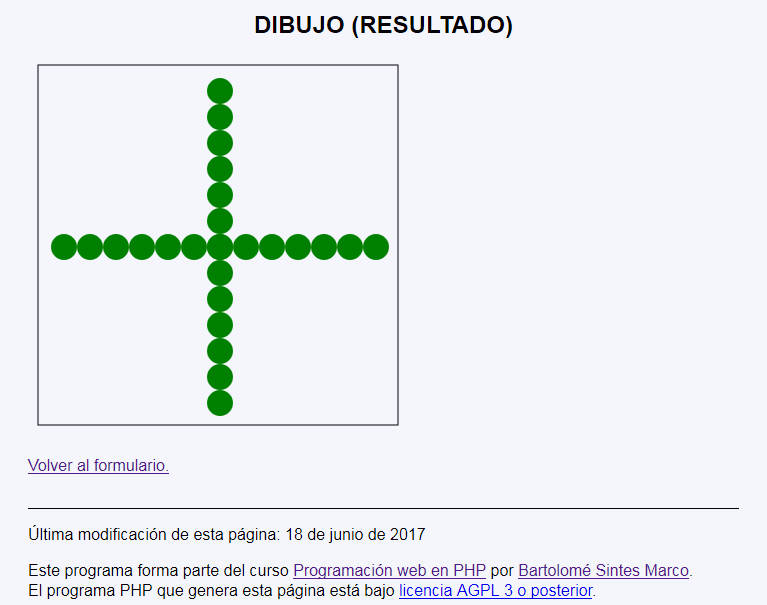 DIBUJO (RESULTADO)
Volver al formulario.
Última modificación de esta página: 18 de junio de 2017
Este programa forma parte del curso Programación web en PHP por Bartolomé Sintes Marco.
El programa PHP que genera esta página está bajo licencia AGPL 3 o posterior.